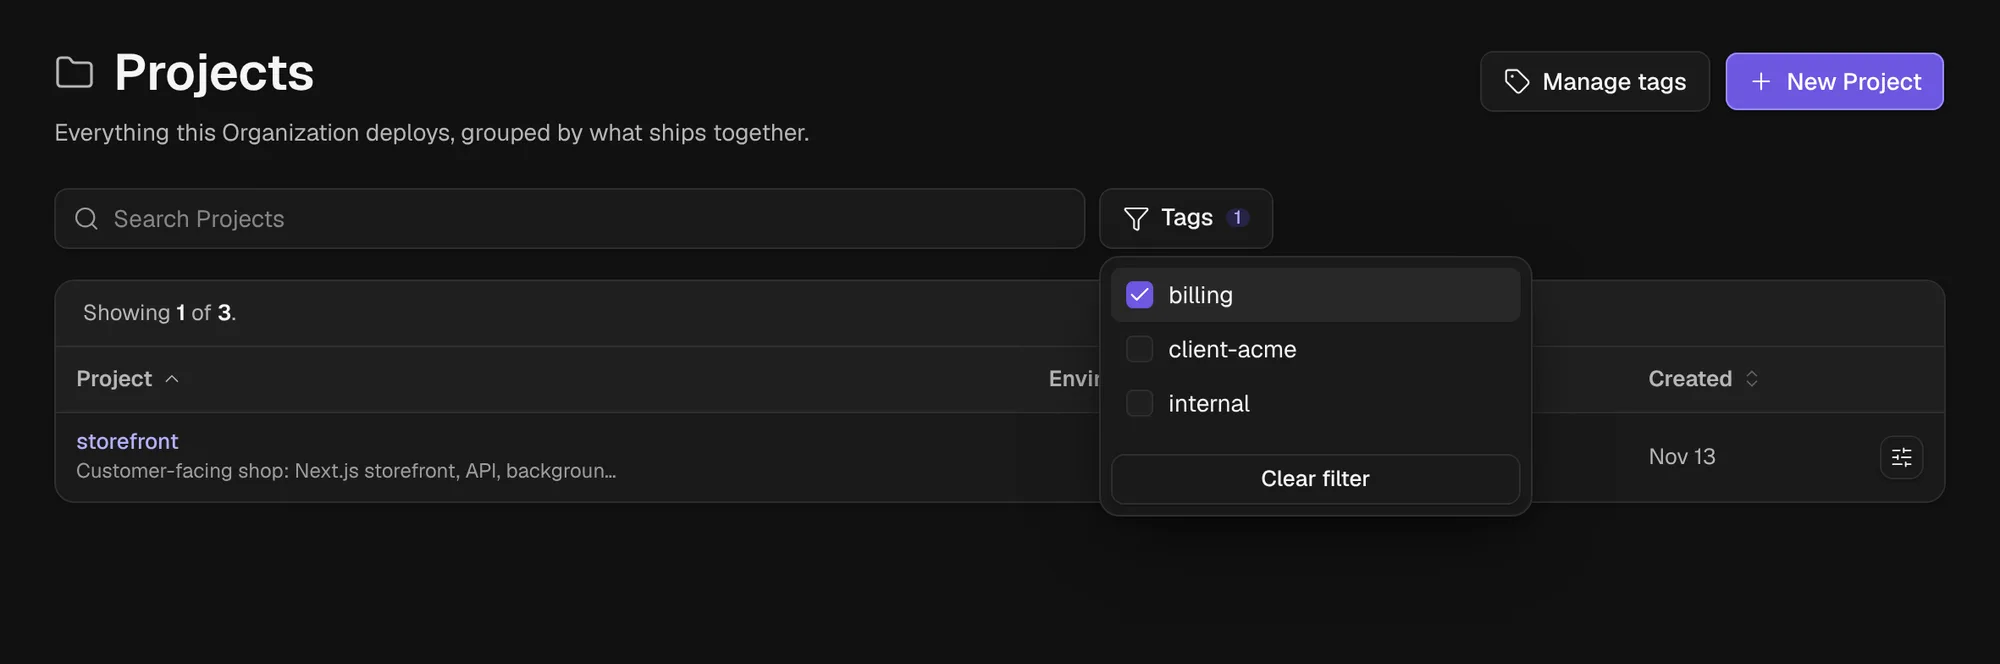 Projects
Manage tags
New Project
Everything this Organization deploys, grouped by what ships together.
Search Projects
Tags 1
billing
client-acme
internal
Clear filter
Showing 1 of 3.
Project
Envir
Created
storefront
Customer-facing shop: Next.js storefront, API, backgroun...
Nov 13